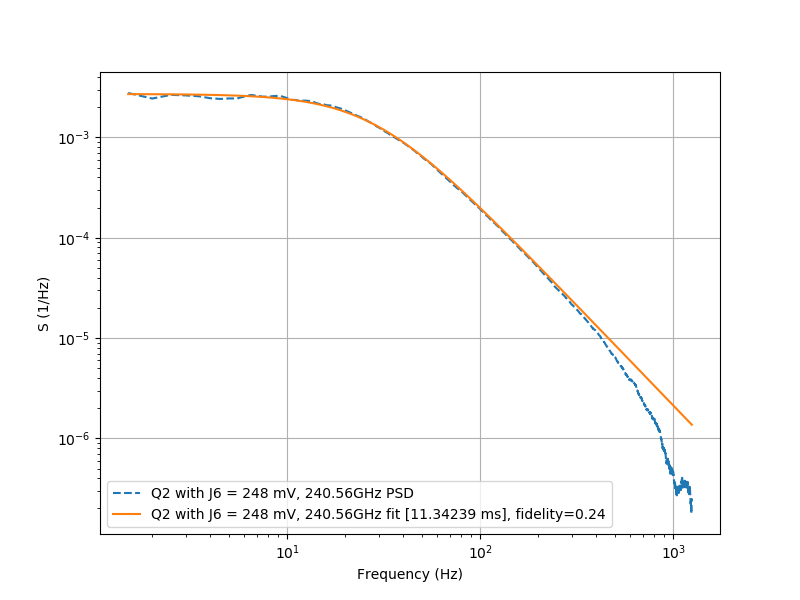 10⁻³
10⁻⁴
10⁻⁵
10⁻⁶
S (1/Hz)
Q2 with J6 = 248 mV, 240.56GHz PSD
Q2 with J6 = 248 mV, 240.56GHz fit [11.34239 ms], fidelity=0.24
10¹ 10² 10³
Frequency (Hz)